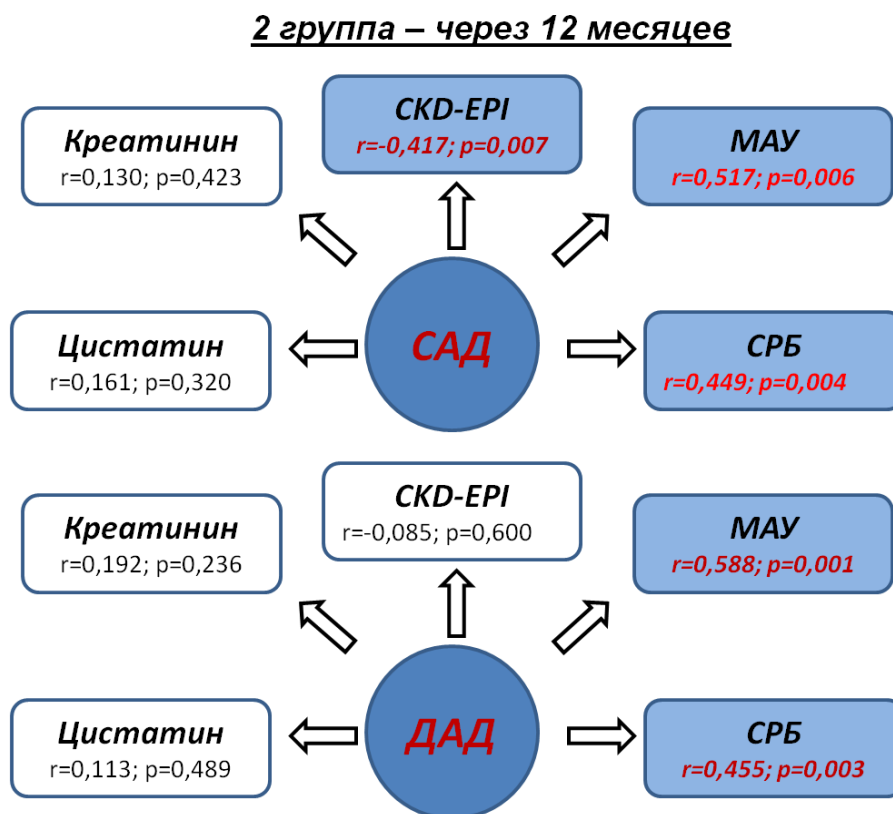 2 группа – через 12 месяцев
CKD-EPI
r=-0,417; p=0,007
Креатинин
r=0,130; p=0,423
МАУ
r=0,517; p=0,006
САД
Цистатин
r=0,161; p=0,320
СРБ
r=0,449; p=0,004
CKD-EPI
r=-0,085; p=0,600
Креатинин
r=0,192; p=0,236
МАУ
r=0,588; p=0,001
ДАД
Цистатин
r=0,113; p=0,489
СРБ
r=0,455; p=0,003